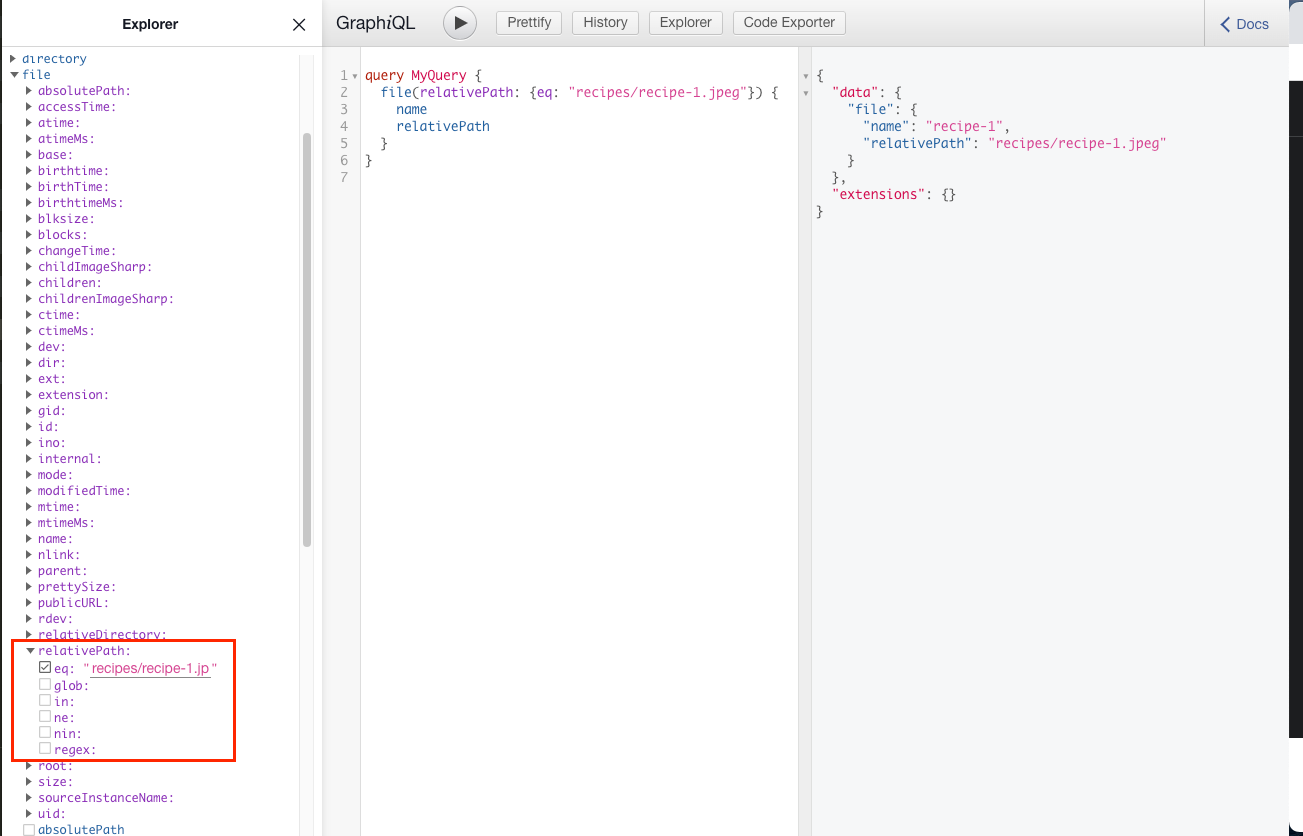 Explorer
directory
file
absolutePath:
accessTime:
atime:
atimeMs:
base:
birthtime:
birthTime:
birthtimeMs:
blksize:
blocks:
changeTime:
childImageSharp:
children:
childrenImageSharp:
ctime:
ctimeMs:
dev:
dir:
ext:
extension:
gid:
id:
ino:
internal:
mode:
modifiedTime:
mtime:
mtimeMs:
name:
nlink:
parent:
prettySize:
publicURL:
rdev:
relativeDirectory:
relativePath:
eq: "recipes/recipe-1.jp"
glob:
in:
ne:
nin:
regex:
root:
size:
sourceInstanceName:
uid:
absolutePath
GraphiQL Prettify History Explorer Code Exporter Docs
1 query MyQuery {
2 file(relativePath: {eq: "recipes/recipe-1.jpeg"}) {
3 name
4 relativePath
5 }
6 }
7
{
"data": {
"file": {
"name": "recipe-1",
"relativePath": "recipes/recipe-1.jpeg"
}
},
"extensions": {}
}